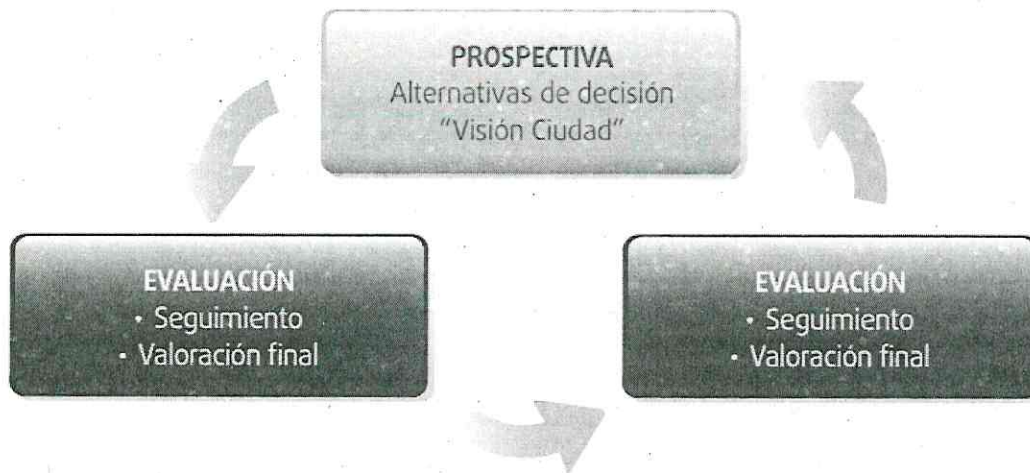 PROSPECTIVA
Alternativas de decisión
“Visión Ciudad”
EVALUACIÓN
• Seguimiento
• Valoración final
EVALUACIÓN
• Seguimiento
• Valoración final